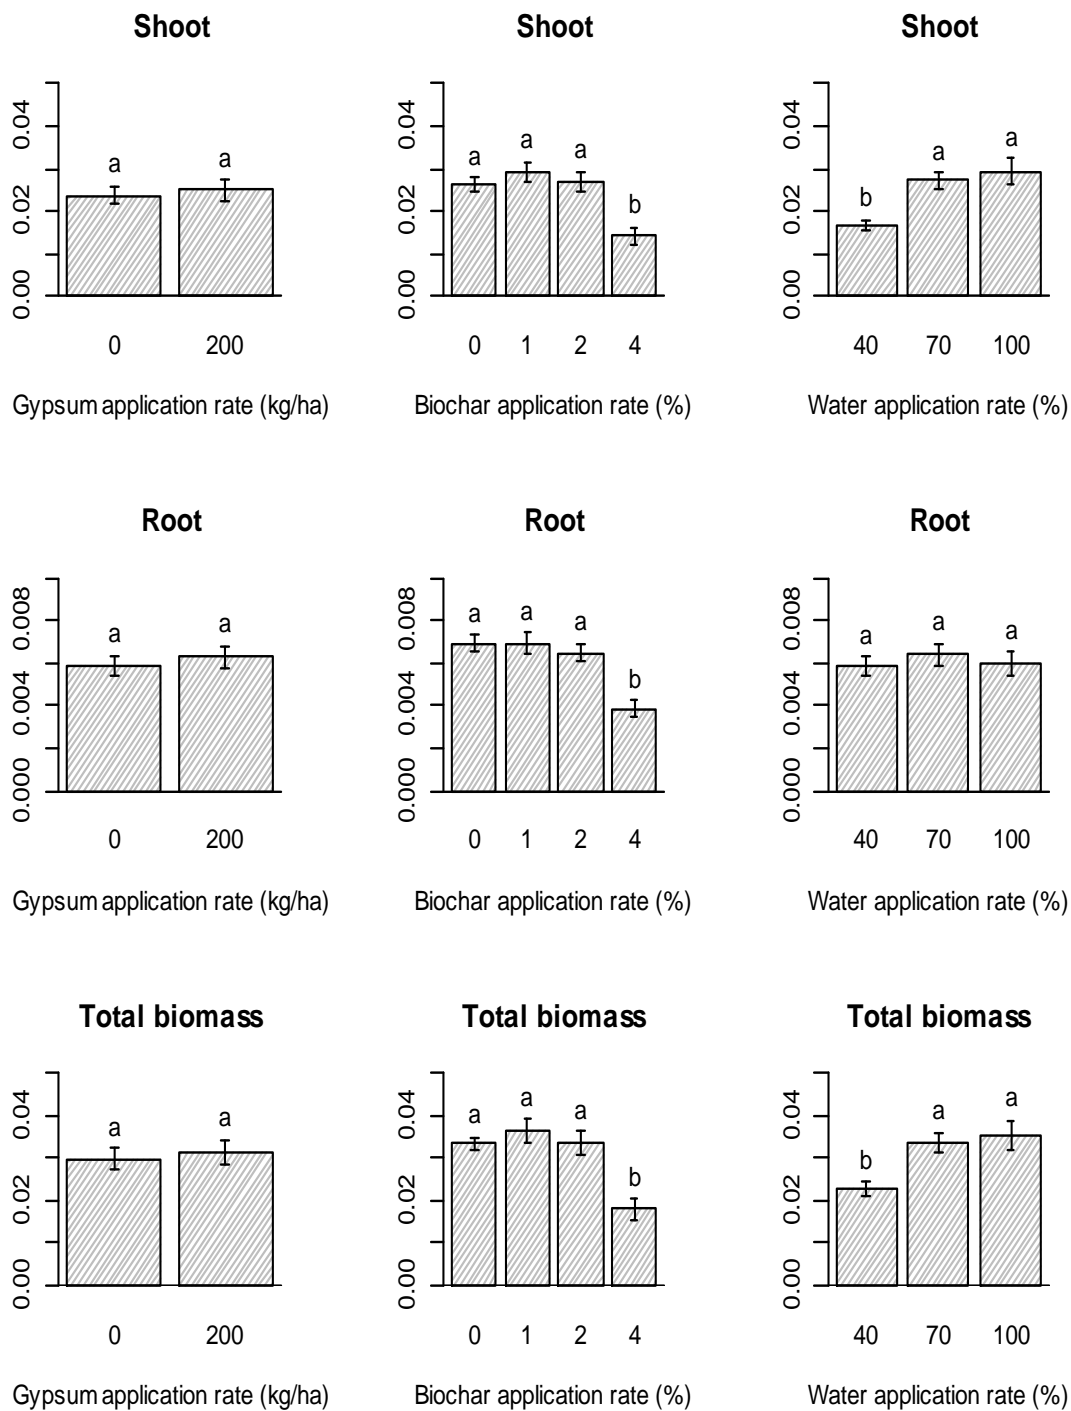 Shoot
0.00 0.02 0.04
a a
0 200
Gypsum application rate (kg/ha)
Shoot
0.00 0.02 0.04
a a a b
0 1 2 4
Biochar application rate (%)
Shoot
0.00 0.02 0.04
b a a
40 70 100
Water application rate (%)
Root
0.000 0.004 0.008
a a
0 200
Gypsum application rate (kg/ha)
Root
0.000 0.004 0.008
a a a b
0 1 2 4
Biochar application rate (%)
Root
0.000 0.004 0.008
a a a
40 70 100
Water application rate (%)
Total biomass
0.00 0.02 0.04
a a
0 200
Gypsum application rate (kg/ha)
Total biomass
0.00 0.02 0.04
a a a b
0 1 2 4
Biochar application rate (%)
Total biomass
0.00 0.02 0.04
b a a
40 70 100
Water application rate (%)